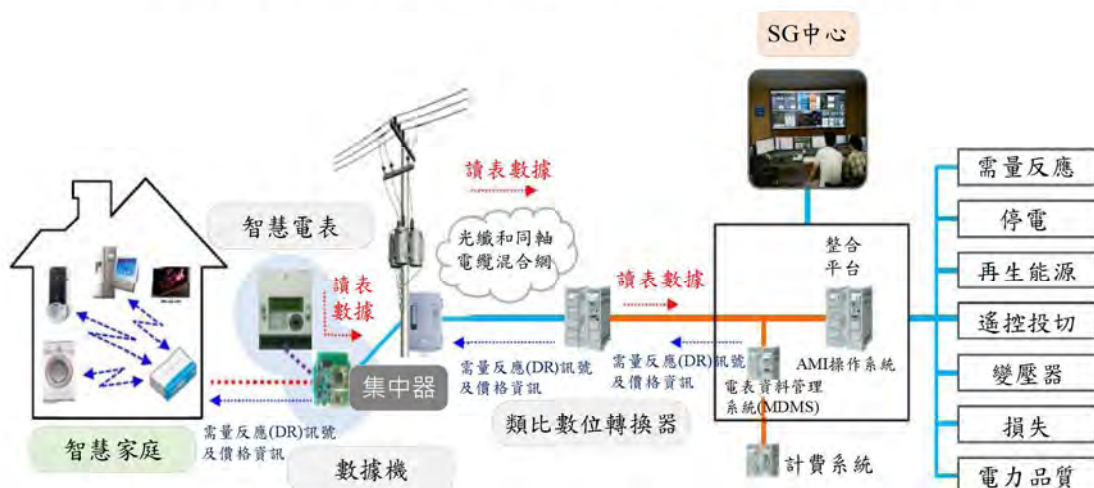 SG中心
需量反應
停電
再生能源
遙控投切
變壓器
損失
電力品質
讀表數據
光纖和同軸
電纜混合網
智慧電表
讀表
數據
讀表數據
整合
平台
AMI操作系統
電表資料管理
系統(MDMS)
計費系統
需量反應(DR)訊號
及價格資訊
需量反應(DR)訊號
及價格資訊
集中器
類比數位轉換器
需量反應(DR)訊號
及價格資訊
智慧家庭
數據機